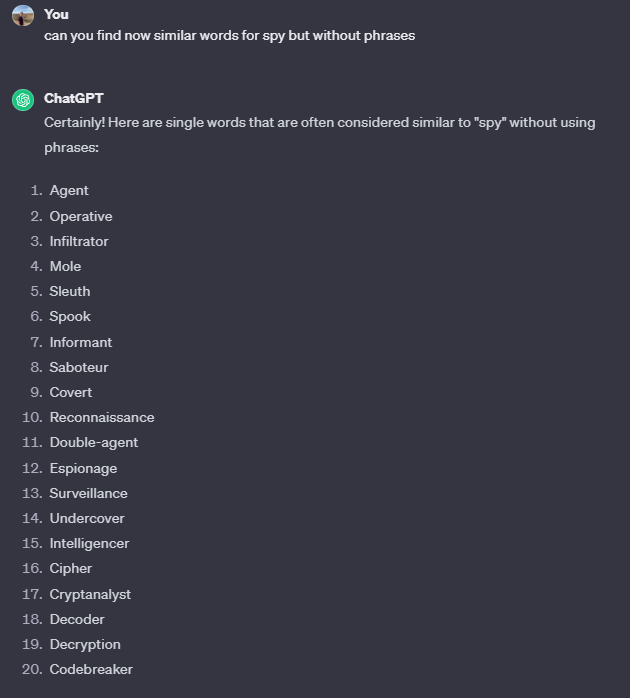 You
can you find now similar words for spy but without phrases
ChatGPT
Certainly! Here are single words that are often considered similar to "spy" without using
phrases:
1. Agent
2. Operative
3. Infiltrator
4. Mole
5. Sleuth
6. Spook
7. Informant
8. Saboteur
9. Covert
10. Reconnaissance
11. Double-agent
12. Espionage
13. Surveillance
14. Undercover
15. Intelligencer
16. Cipher
17. Cryptanalyst
18. Decoder
19. Decryption
20. Codebreaker